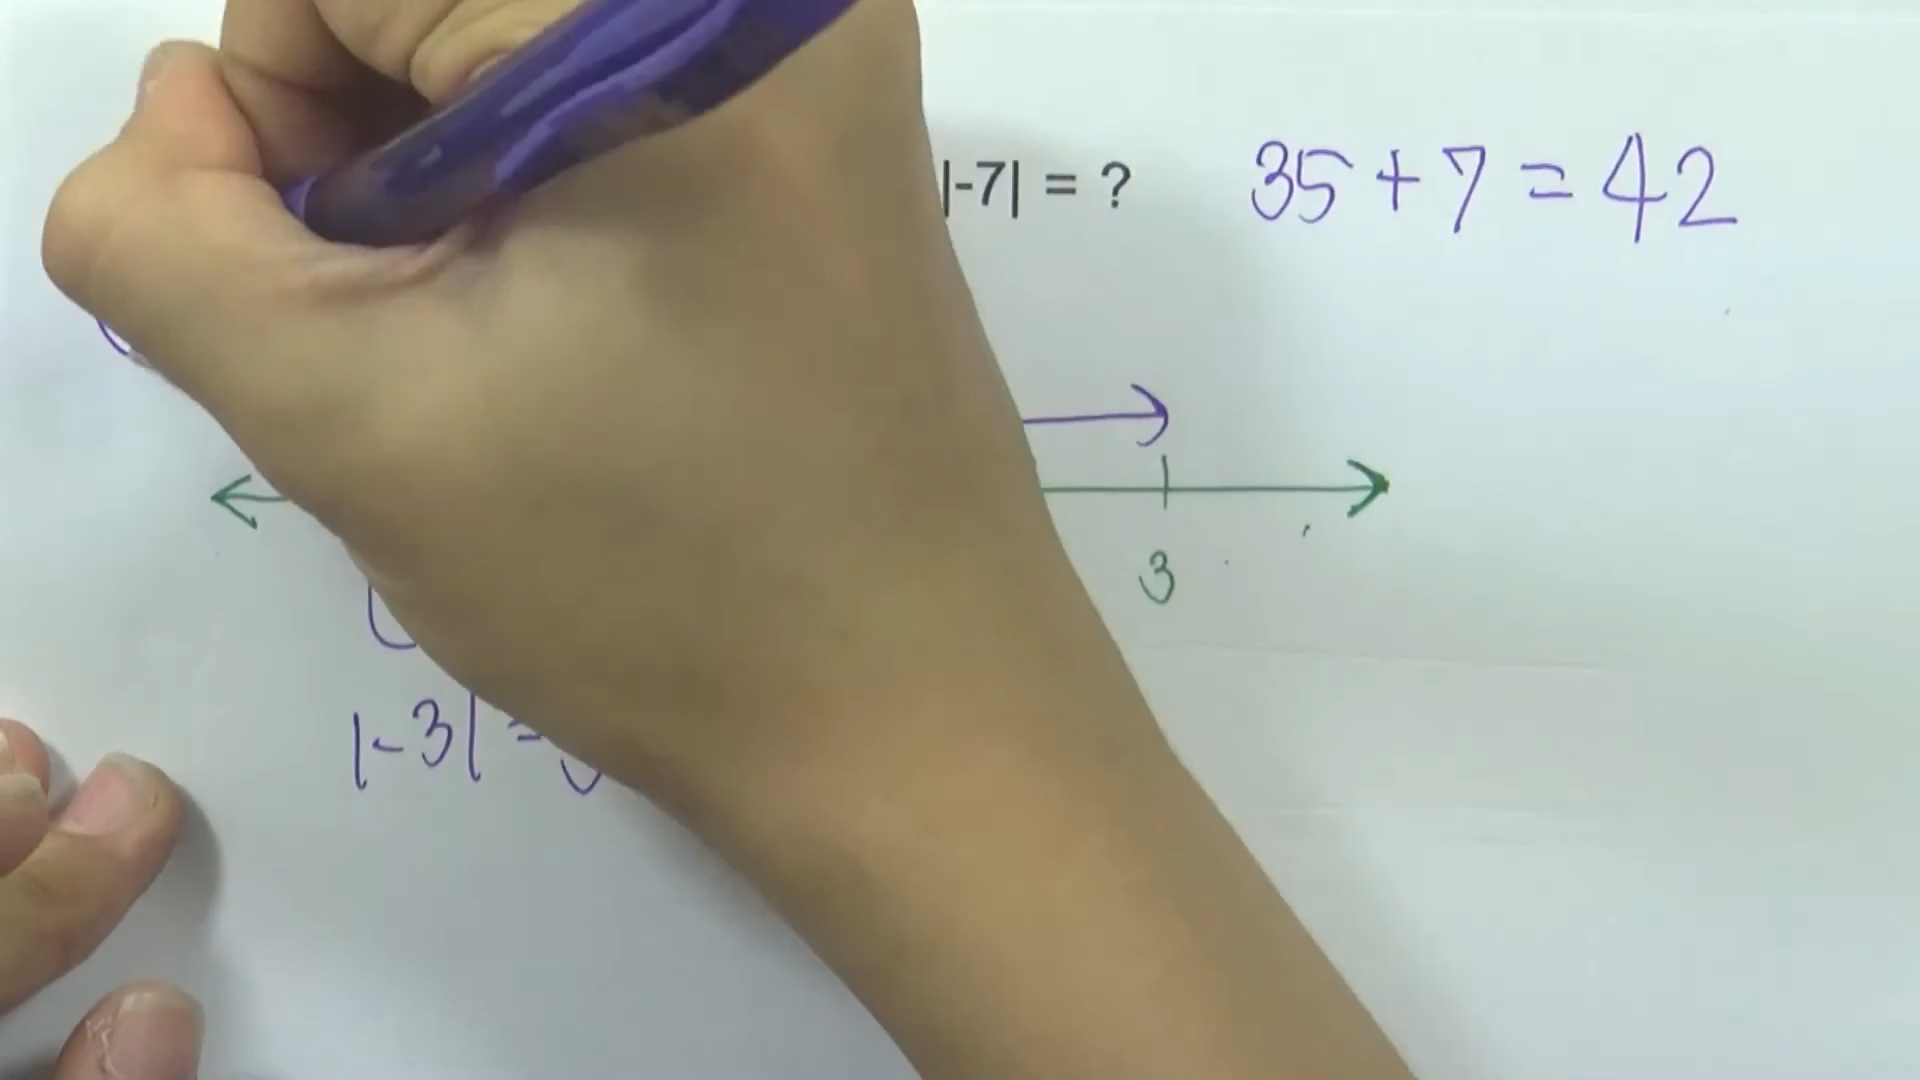 |-7| = ? 35 + 7 = 42
3
|-3| =